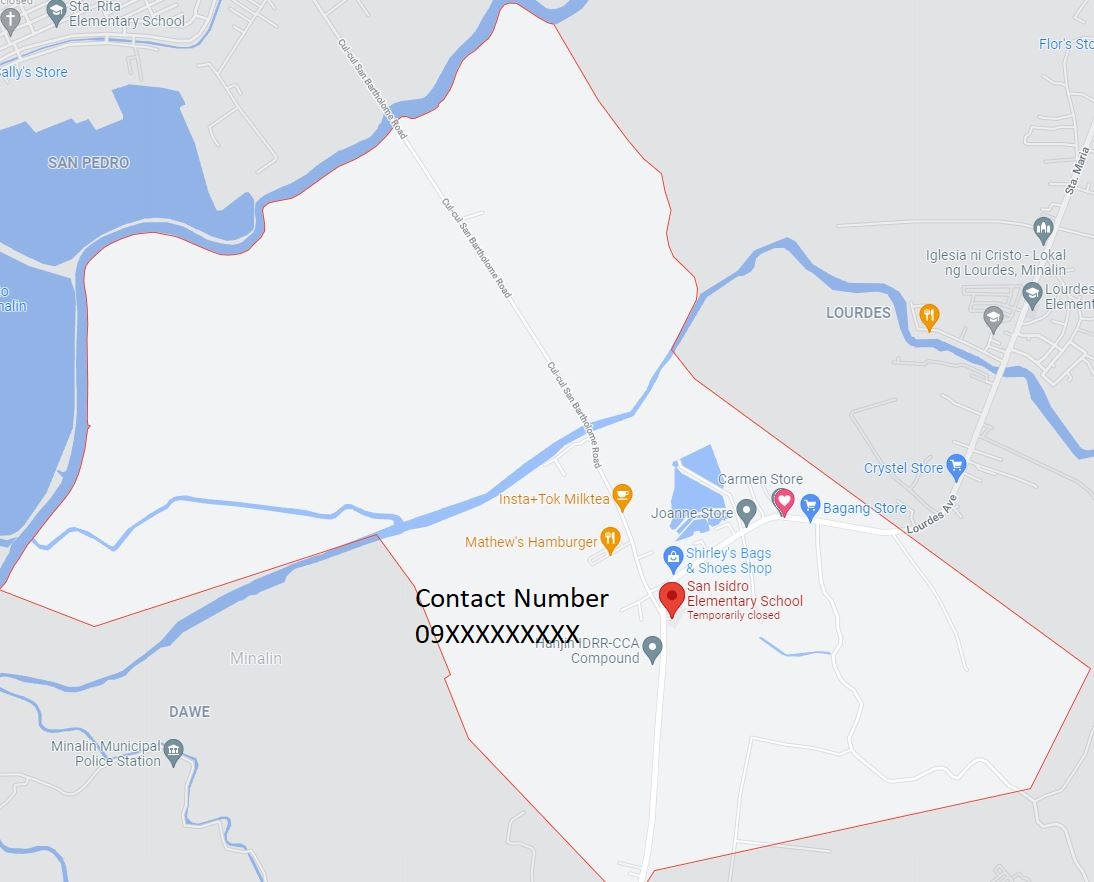 closed
Sta. Rita
Elementary School
ally's Store
Flor's Sto
Cul-cul San Bartholome Road
SAN PEDRO
Sta. Maria
Cul-cul San Bartholome Road
Iglesia ni Cristo - Lokal
ng Lourdes, Minalin
Lourdes
Element
to
nalin
LOURDES
Cul-cul San Bartholome Road
Crystel Store
Carmen Store
Insta+Tok Milktea
Joanne Store
Bagang Store
Lourdes Ave
Mathew's Hamburger
Shirley's Bags
& Shoes Shop
San Isidro
Elementary School
Temporarily closed
Contact Number
09XXXXXXXXX
Hanjin IDRR-CCA
Compound
Minalin
DAWE
Minalin Municipal
Police Station